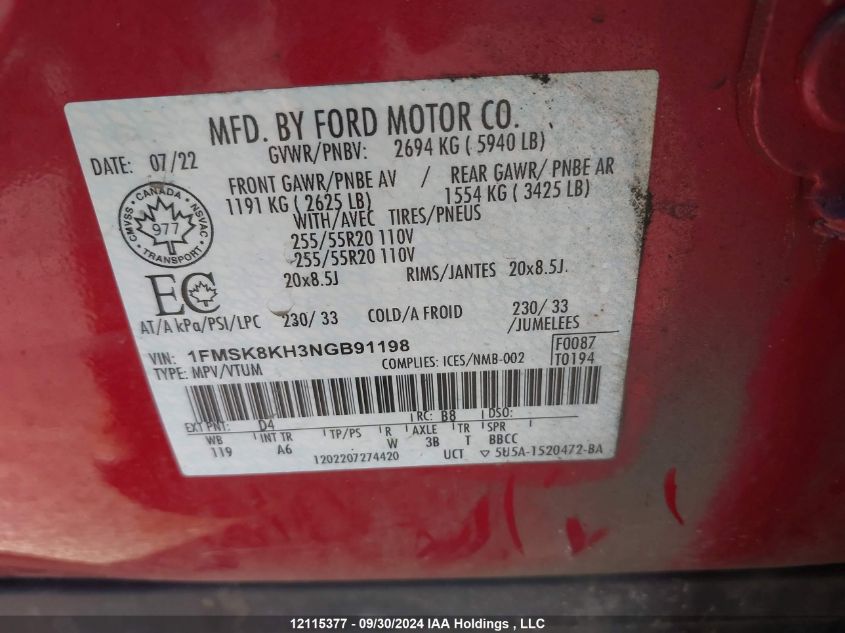 MFD. BY FORD MOTOR CO.
DATE: 07/22
GVWR/PNBV: 2694 KG ( 5940 LB)
FRONT GAWR/PNBE AV / REAR GAWR/ PNBE AR
1191 KG ( 2625 LB) 1554 KG ( 3425 LB)
WITH/AVEC TIRES/PNEUS
255/55R20 110V
255/55R20 110V
20x8.5J RIMS/JANTES 20x8.5J.
CANADA
CMVSS NSVAC
977
TRANSPORT
EC
AT/A kPa/PSI/LPC 230/ 33 COLD/A FROID 230/ 33
/JUMELEES
VIN: 1FMSK8KH3NGB91198
F0087
TYPE: MPV/VTUM COMPLIES: ICES/NMB-002 T0194
EXT PNT: D4 RC: B8 DSO:
WB INT TR TP/PS R AXLE TR SPR
119 A6 W 3B T BBCC
1202207274420 UCT 5U5A-1520472-BA
12115377 - 09/30/2024 IAA Holdings , LLC